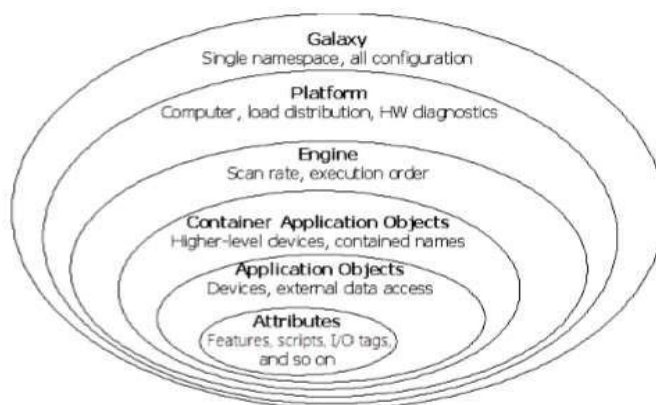 Galaxy
Single namespace, all configuration
Platform
Computer, load distribution, HW diagnostics
Engine
Scan rate, execution order
Container Application Objects
Higher-level devices, contained names
Application Objects
Devices, external data access
Attributes
Features, scripts, I/O tags,
and so on